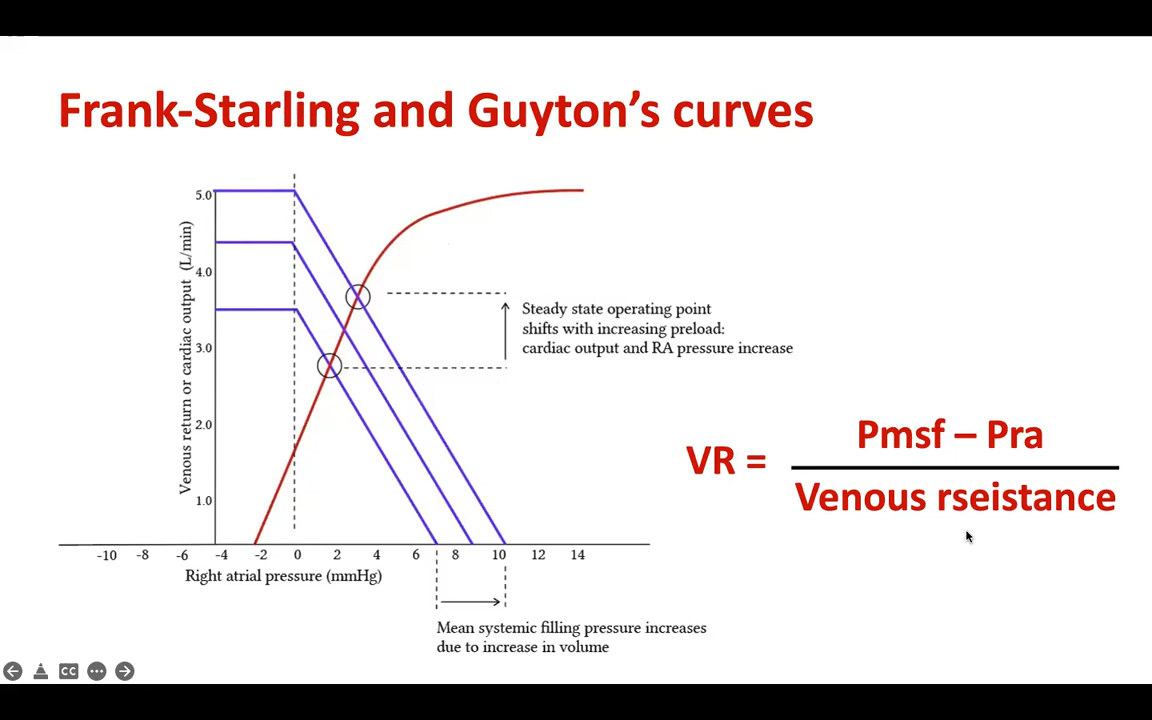 Frank-Starling and Guyton’s curves
Venous return or cardiac output (L/min)
5.0
4.0
3.0
2.0
1.0
-10 -8 -6 -4 -2 0 2 4 6 8 10 12 14
Right atrial pressure (mmHg)
Steady state operating point
shifts with increasing preload:
cardiac output and RA pressure increase
Mean systemic filling pressure increases
due to increase in volume
Pmsf – Pra
VR =
Venous rseistance
CC